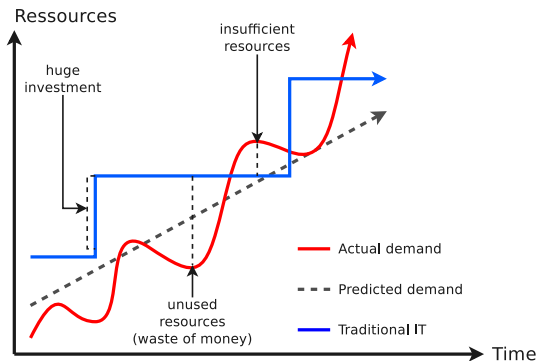 Ressources
insufficient
resources
huge
investment
Actual demand
Predicted demand
unused
resources
(waste of money)
Traditional IT
Time